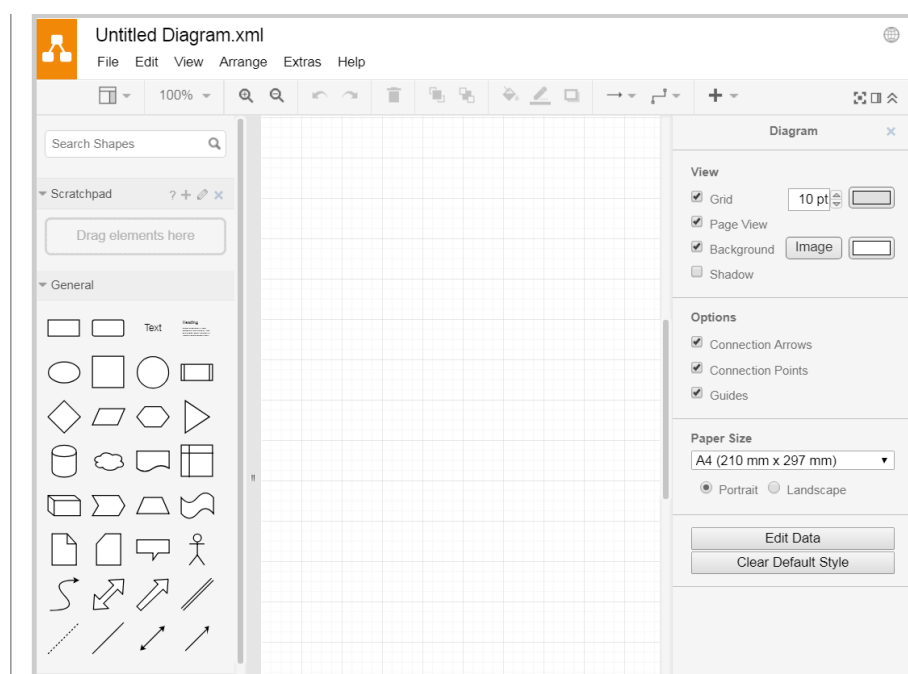 Untitled Diagram.xml
File Edit View Arrange Extras Help
100%
Search Shapes
Diagram
View
Scratchpad ?
Grid 10 pt
Page View
Drag elements here
Background Image
Shadow
General
Options
Text Heading
Connection Arrows
Connection Points
Guides
Paper Size
A4 (210 mm x 297 mm)
Portrait Landscape
Edit Data
Clear Default Style